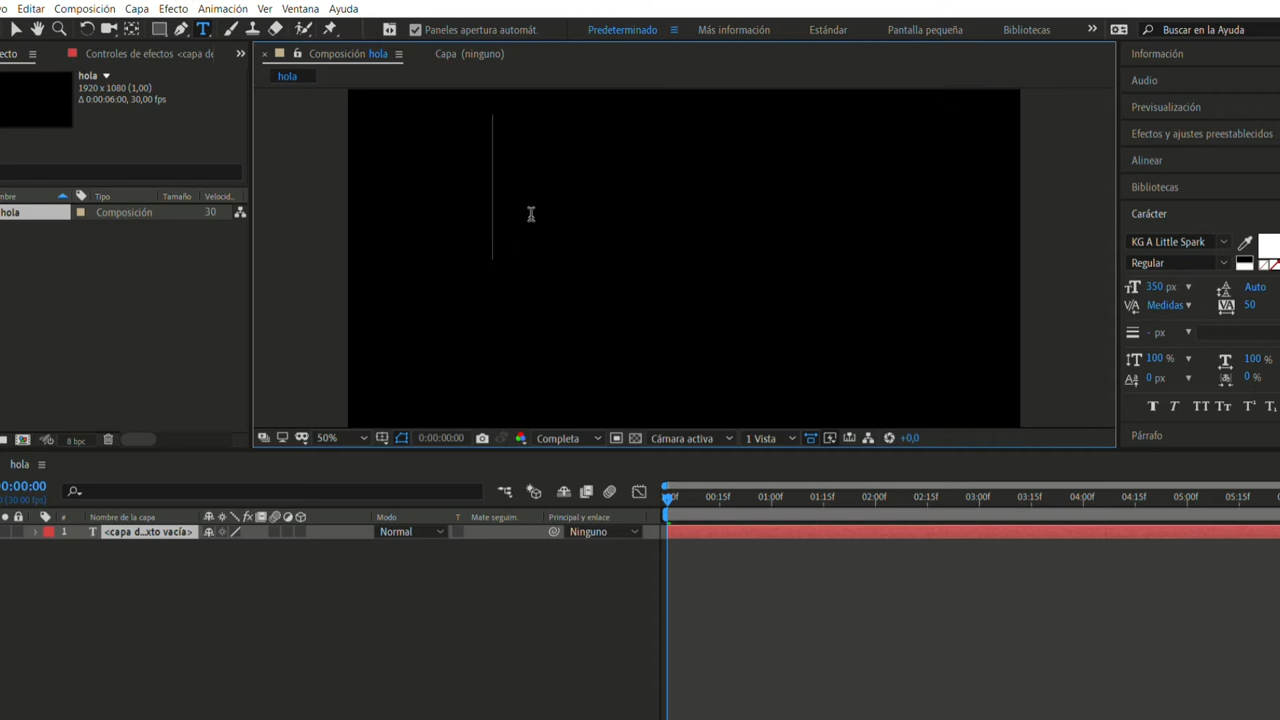 Editar Composición Capa Efecto Animación Ver Ventana Ayuda
Paneles apertura automát. Predeterminado Más información Estándar Pantalla pequeña Bibliotecas Buscar en la Ayuda
Controles de efectos <capa de Composición hola Capa (ninguno) Información
hola hola
1920 x 1080 (1,00) Audio
Δ 0:00:06:00, 30,00 fps Previsualización
Efectos y ajustes preestablecidos
Alinear
Bibliotecas
Tipo Tamaño Velocid...
hola Composición 30 Carácter
KG A Little Spark
Regular
350 px Auto
Medidas 50
- px
100 % 100 %
0 px 0 %
T T TT Tt T¹ T₁
Párrafo
8 bpc 50% 0:00:00:00 Completa Cámara activa 1 Vista +0,0
hola
0:00:00
(30.00 fps)
00:15f 01:00f 01:15f 02:00f 02:15f 03:00f 03:15f 04:00f 04:15f 05:00f 05:15f
# Nombre de la capa Modo T Mate seguim. Principal y enlace
1 T <capa d...xto vacía> Normal Ninguno